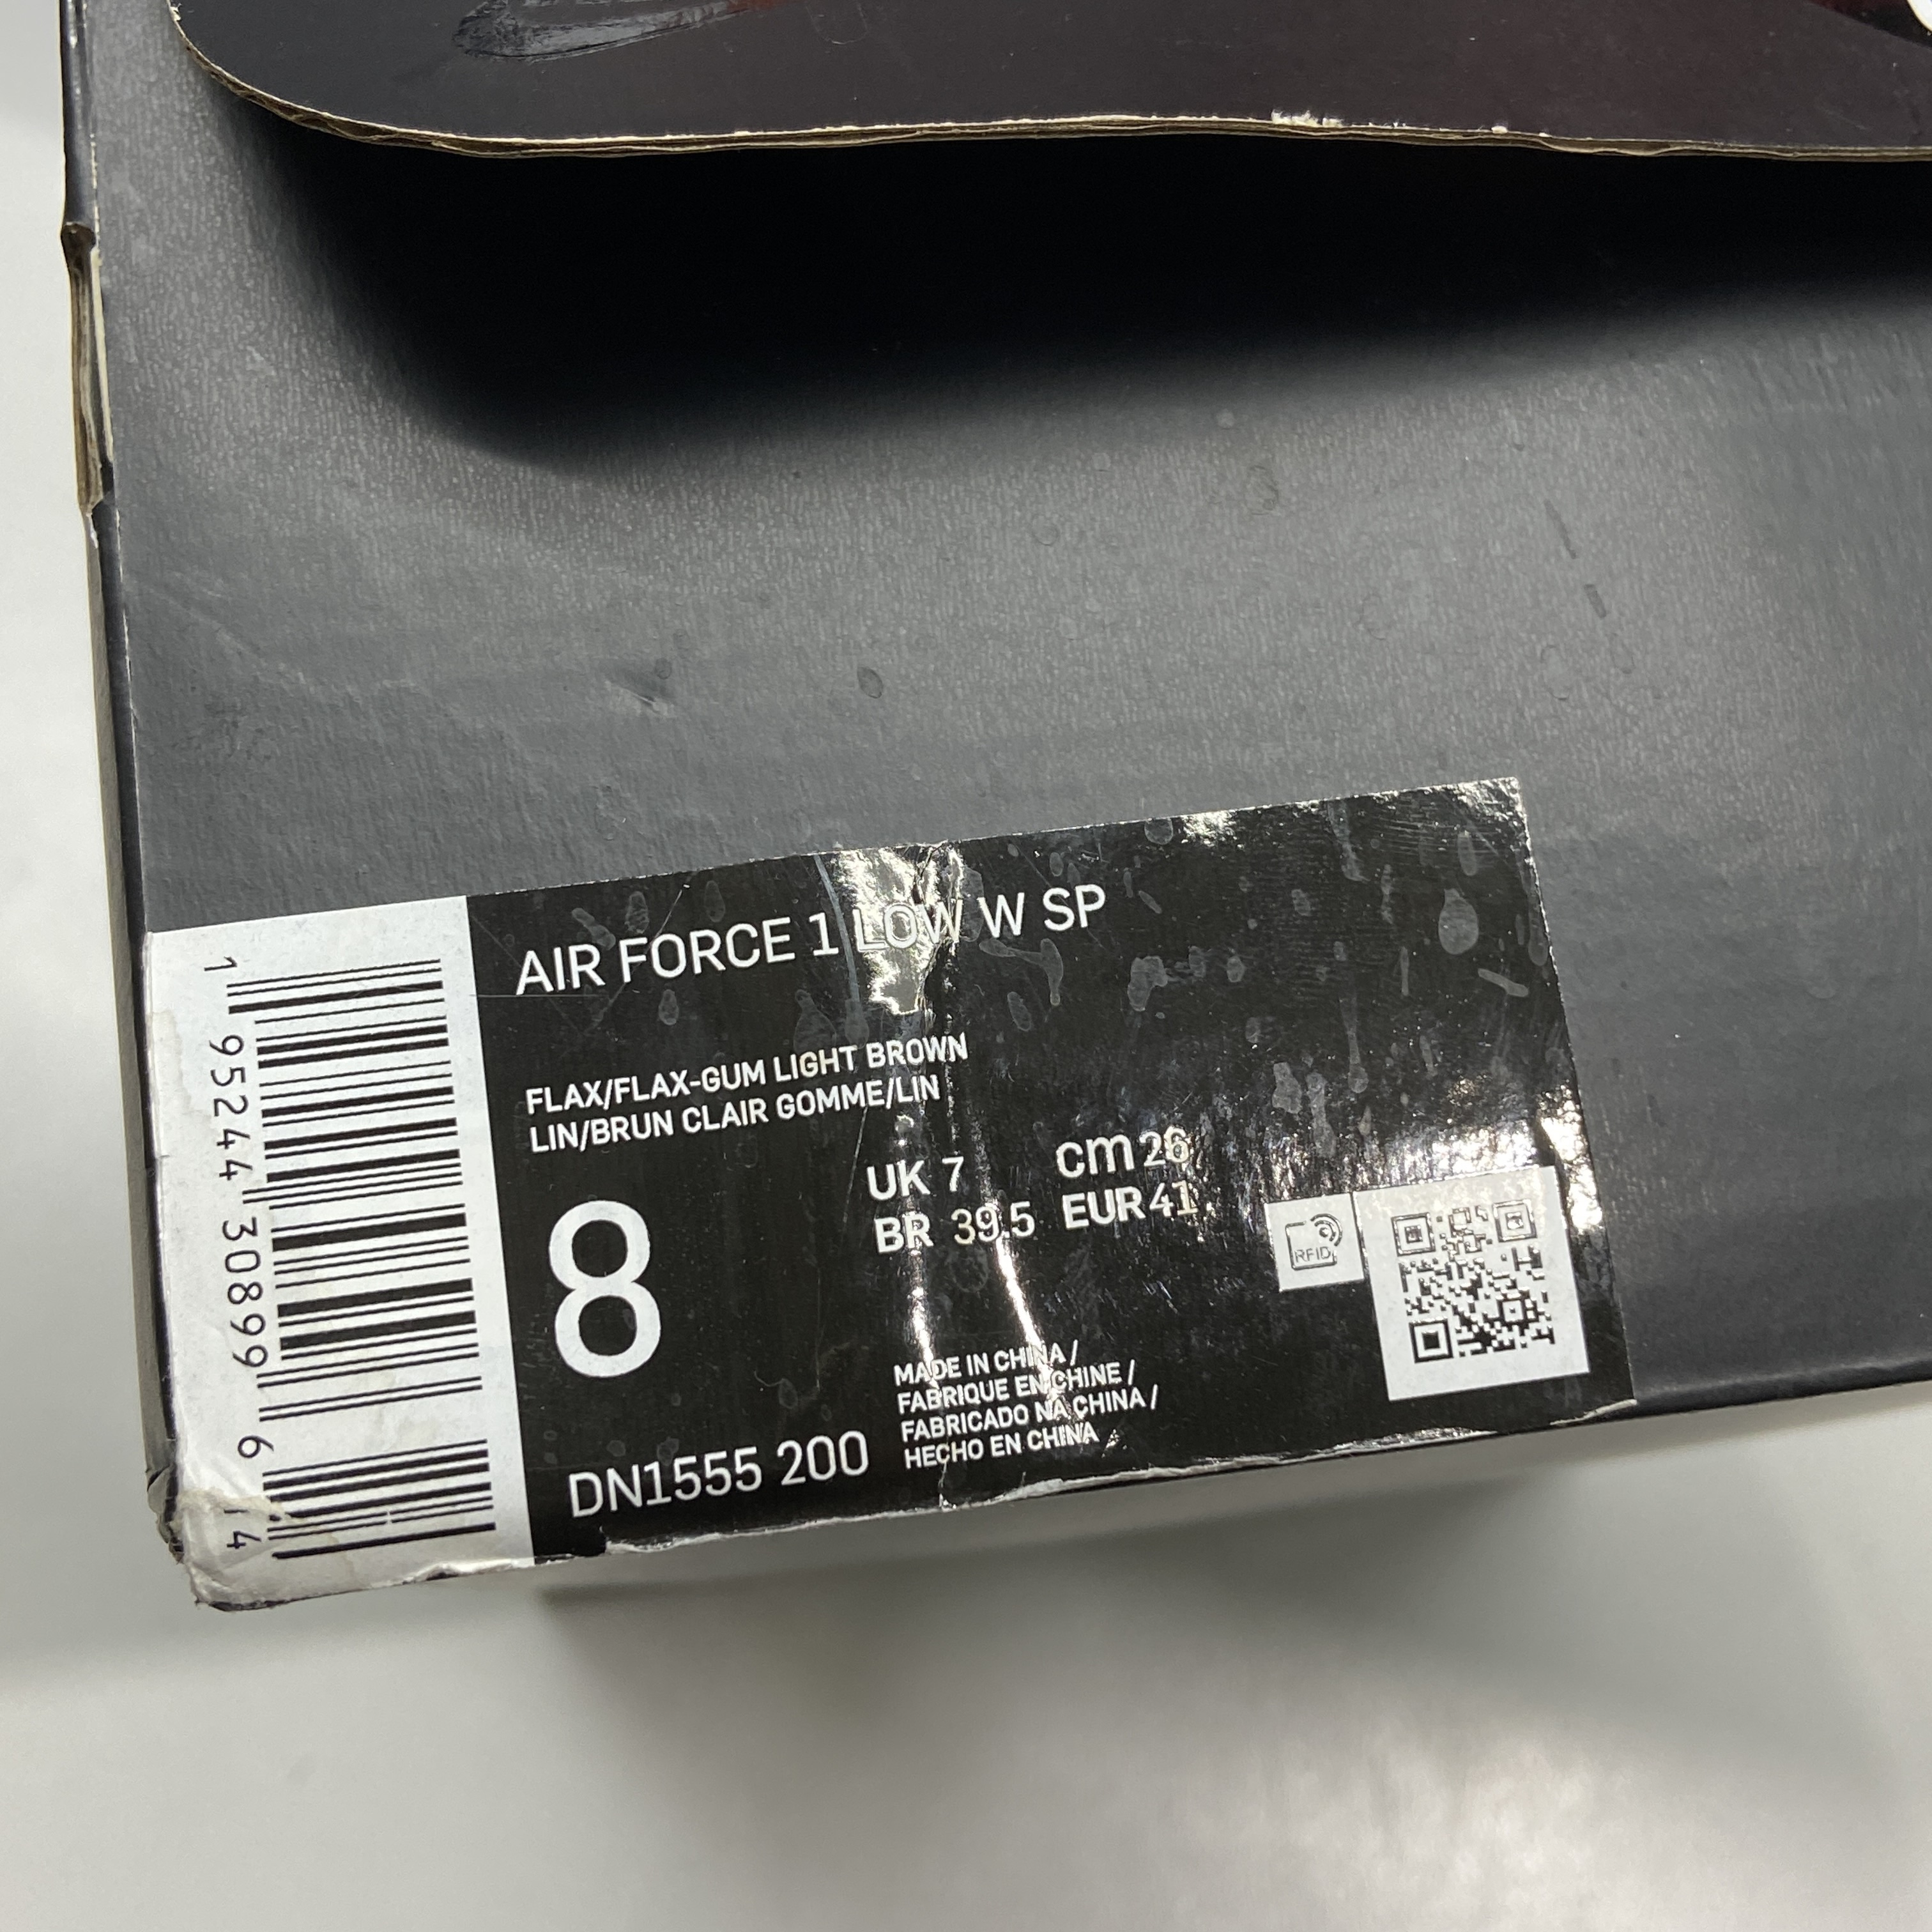 AIR FORCE 1 LOW W SP
FLAX/FLAX-GUM LIGHT BROWN
LIN/BRUN CLAIR GOMME/LIN
8
UK 7
cm 26
BR 39.5
EUR 41
RFID
MADE IN CHINA /
FABRIQUE EN CHINE /
FABRICADO NA CHINA /
HECHO EN CHINA
DN1555 200
1 95244 30899 6 14